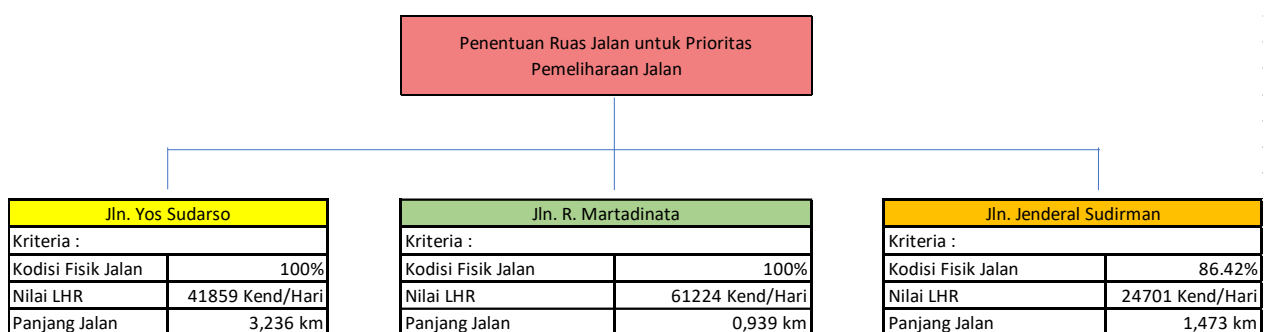 Penentuan Ruas Jalan untuk Prioritas
Pemeliharaan Jalan
Jln. Yos Sudarso
Kriteria :
Kodisi Fisik Jalan 100%
Nilai LHR 41859 Kend/Hari
Panjang Jalan 3,236 km
Jln. R. Martadinata
Kriteria :
Kodisi Fisik Jalan 100%
Nilai LHR 61224 Kend/Hari
Panjang Jalan 0,939 km
Jln. Jenderal Sudirman
Kriteria :
Kodisi Fisik Jalan 86.42%
Nilai LHR 24701 Kend/Hari
Panjang Jalan 1,473 km